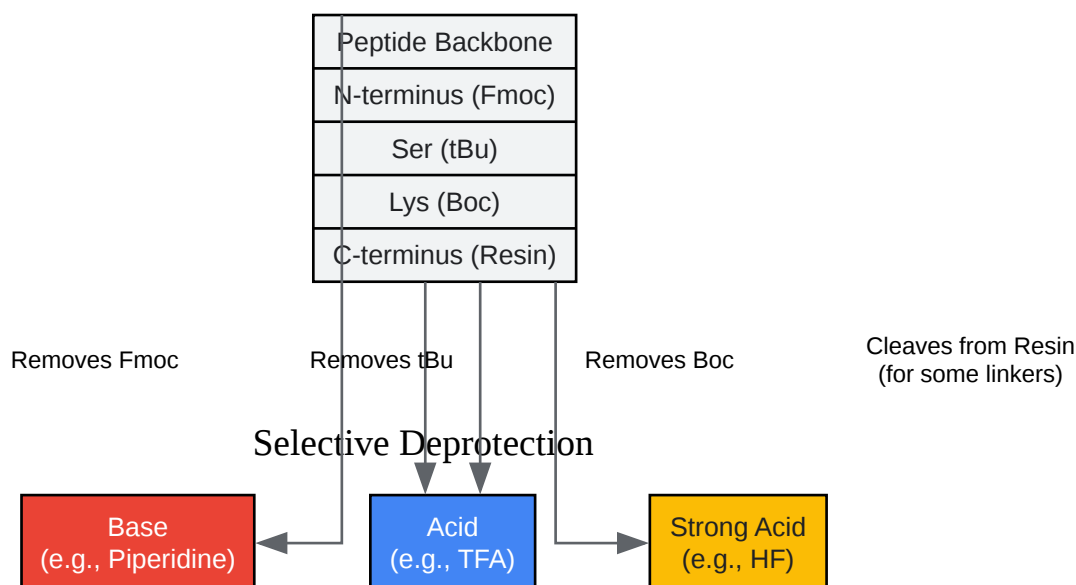 Peptide Backbone
N-terminus (Fmoc)
Ser (tBu)
Lys (Boc)
C-terminus (Resin)
Removes Fmoc
Removes tBu
Removes Boc
Cleaves from Resin
(for some linkers)
Selective Deprotection
Base
(e.g., Piperidine)
Acid
(e.g., TFA)
Strong Acid
(e.g., HF)